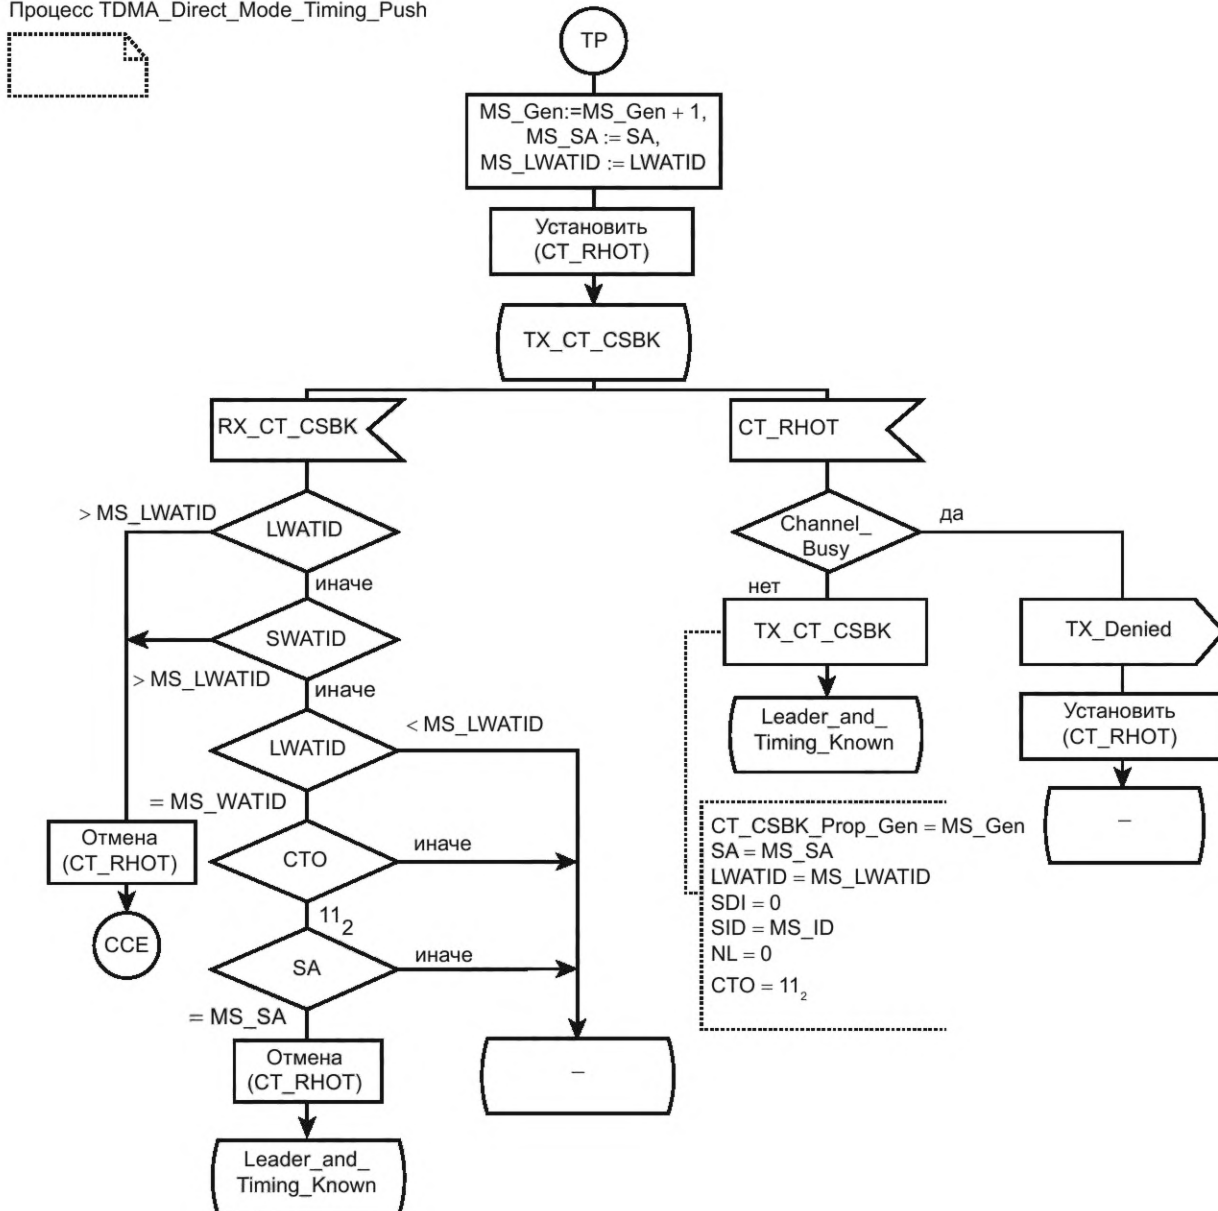 Процесс TDMA_Direct_Mode_Timing_Push
TP
MS_Gen:=MS_Gen + 1,
MS_SA := SA,
MS_LWATID := LWATID
Установить
(CT_RHOT)
TX_CT_CSBK
RX_CT_CSBK
CT_RHOT
> MS_LWATID
LWATID
иначе
SWATID
> MS_LWATID
иначе
LWATID
< MS_LWATID
= MS_WATID
Отмена
(CT_RHOT)
CCE
CTO
иначе
11₂
SA
иначе
= MS_SA
Отмена
(CT_RHOT)
Leader_and_
Timing_Known
–
Channel_
Busy
да
нет
TX_CT_CSBK
Leader_and_
Timing_Known
TX_Denied
Установить
(CT_RHOT)
–
CT_CSBK_Prop_Gen = MS_Gen
SA = MS_SA
LWATID = MS_LWATID
SDI = 0
SID = MS_ID
NL = 0
CTO = 11₂